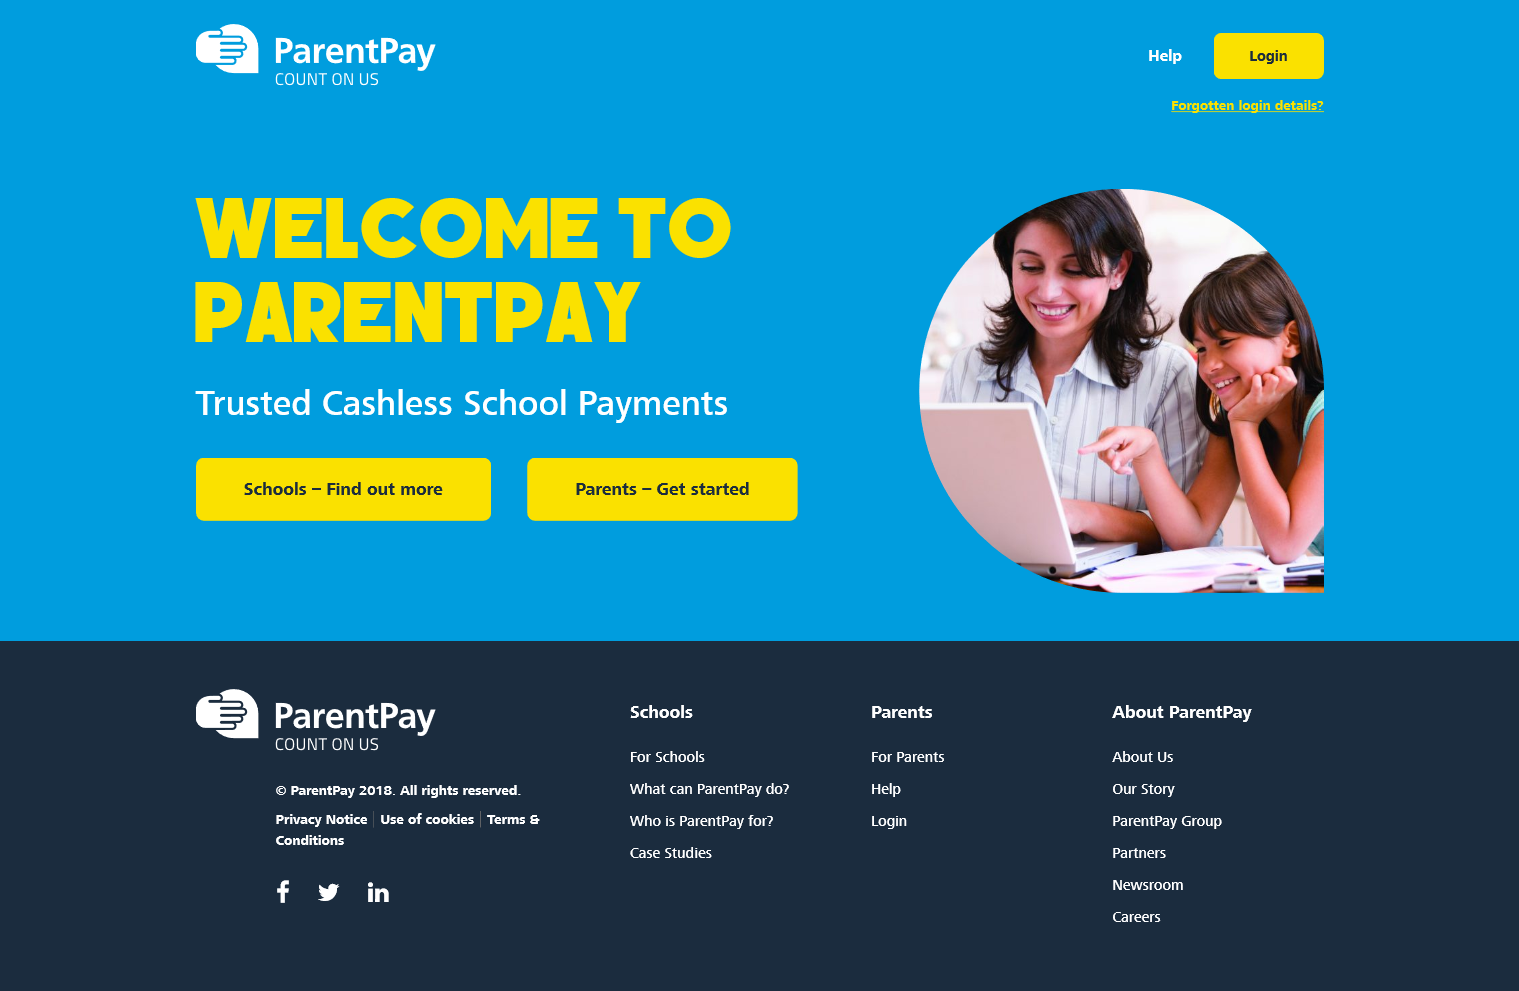 ParentPay
COUNT ON US
Help
Login
Forgotten login details?
WELCOME TO
PARENTPAY
Trusted Cashless School Payments
Schools – Find out more
Parents – Get started
ParentPay
COUNT ON US
© ParentPay 2018. All rights reserved.
Privacy Notice | Use of cookies | Terms &
Conditions
Schools
For Schools
What can ParentPay do?
Who is ParentPay for?
Case Studies
Parents
For Parents
Help
Login
About ParentPay
About Us
Our Story
ParentPay Group
Partners
Newsroom
Careers